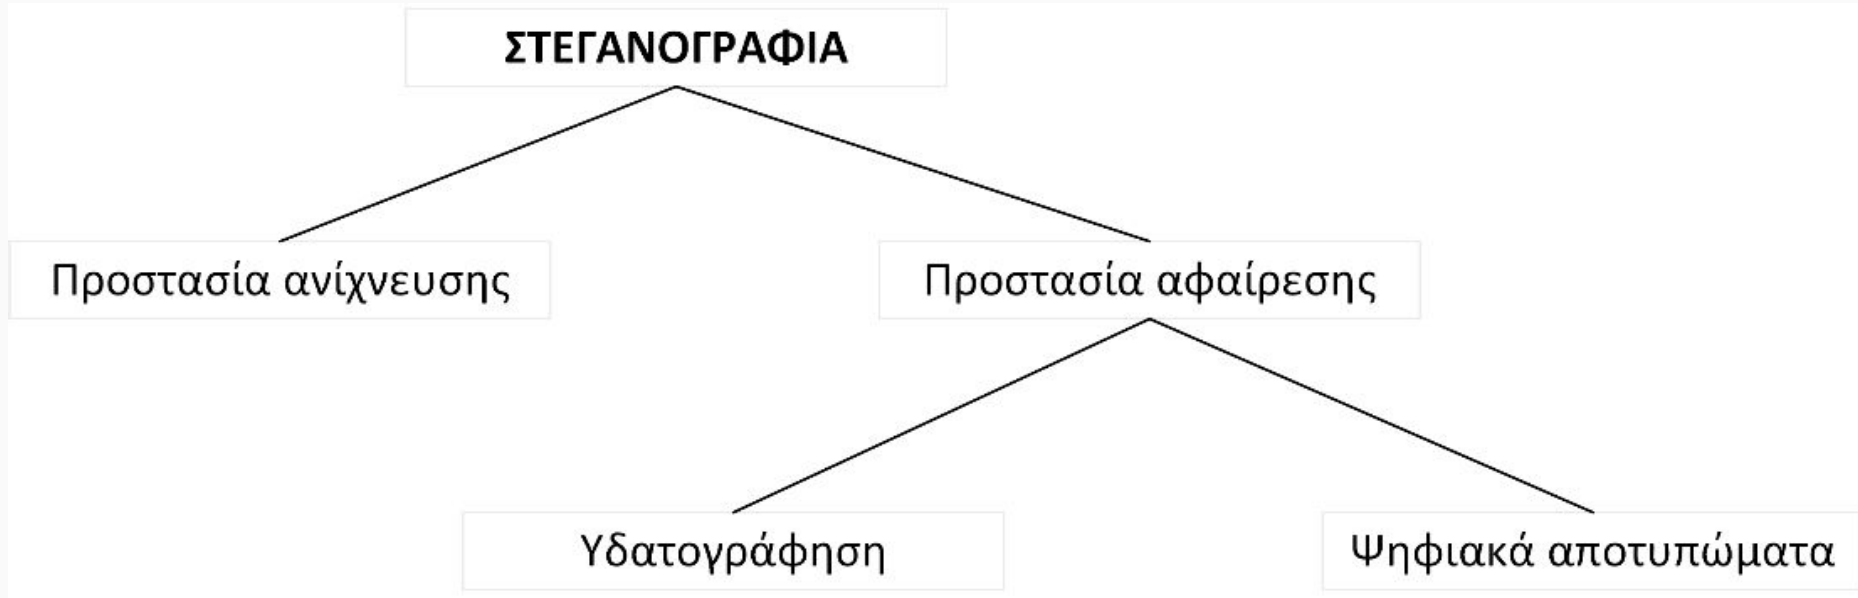 ΣΤΕΓΑΝΟΓΡΑΦΙΑ
Προστασία ανίχνευσης
Προστασία αφαίρεσης
Υδατογράφηση
Ψηφιακά αποτυπώματα